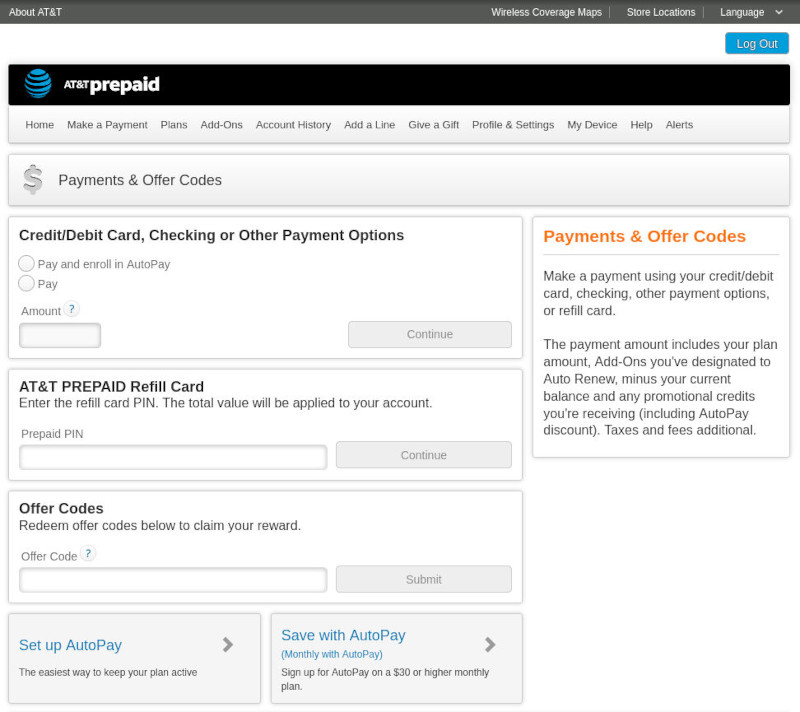 About AT&T
Wireless Coverage Maps Store Locations Language
Log Out
AT&T prepaid
Home Make a Payment Plans Add-Ons Account History Add a Line Give a Gift Profile & Settings My Device Help Alerts
$ Payments & Offer Codes
Credit/Debit Card, Checking or Other Payment Options
Pay and enroll in AutoPay
Pay
Amount ?
Continue
AT&T PREPAID Refill Card
Enter the refill card PIN. The total value will be applied to your account.
Prepaid PIN
Continue
Offer Codes
Redeem offer codes below to claim your reward.
Offer Code ?
Submit
Set up AutoPay
The easiest way to keep your plan active
Save with AutoPay
(Monthly with AutoPay)
Sign up for AutoPay on a $30 or higher monthly
plan.
Payments & Offer Codes
Make a payment using your credit/debit
card, checking, other payment options,
or refill card.
The payment amount includes your plan
amount, Add-Ons you've designated to
Auto Renew, minus your current
balance and any promotional credits
you're receiving (including AutoPay
discount). Taxes and fees additional.